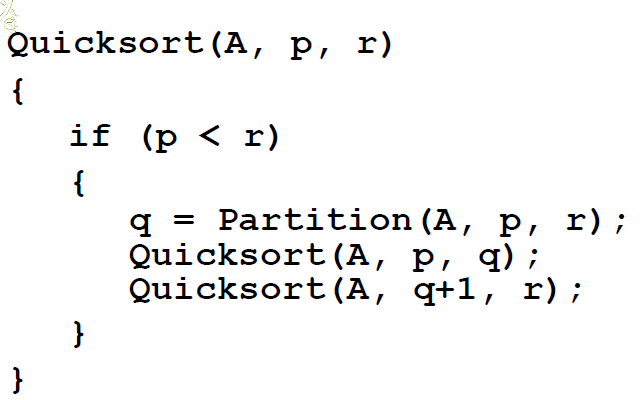 Quicksort(A, p, r)
{
if (p < r)
{
q = Partition(A, p, r);
Quicksort(A, p, q);
Quicksort(A, q+1, r);
}
}